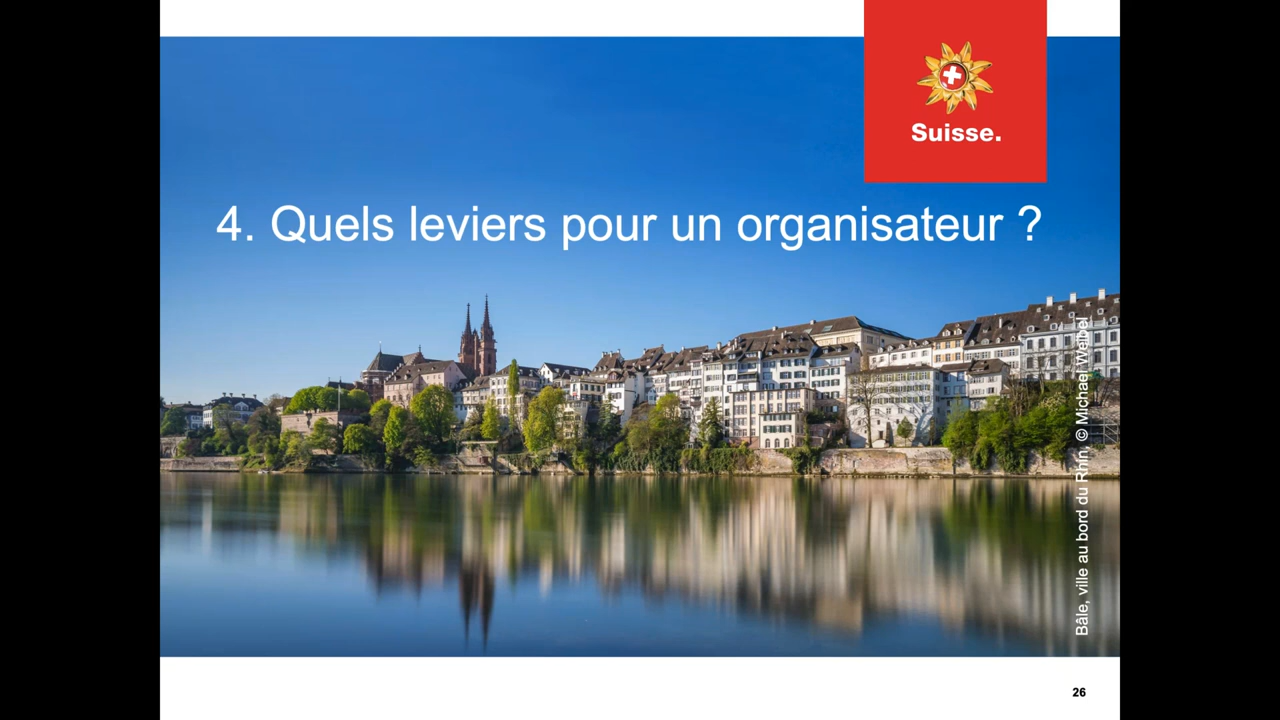 Suisse.
4. Quels leviers pour un organisateur ?
Bâle, ville au bord du Rhin, © Michael Weibel
26